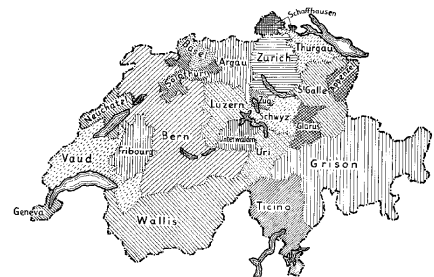 Schaffhausen
Thurgau
Basel
Zurich
Argau
Appenzell
Solothurn
St Galle
Zug
Luzern
Neuchatel
Schwyz
Glarus
Bern
Unterwalden
Fribourg
Uri
Vaud
Grison
Geneva
Ticino
Wallis